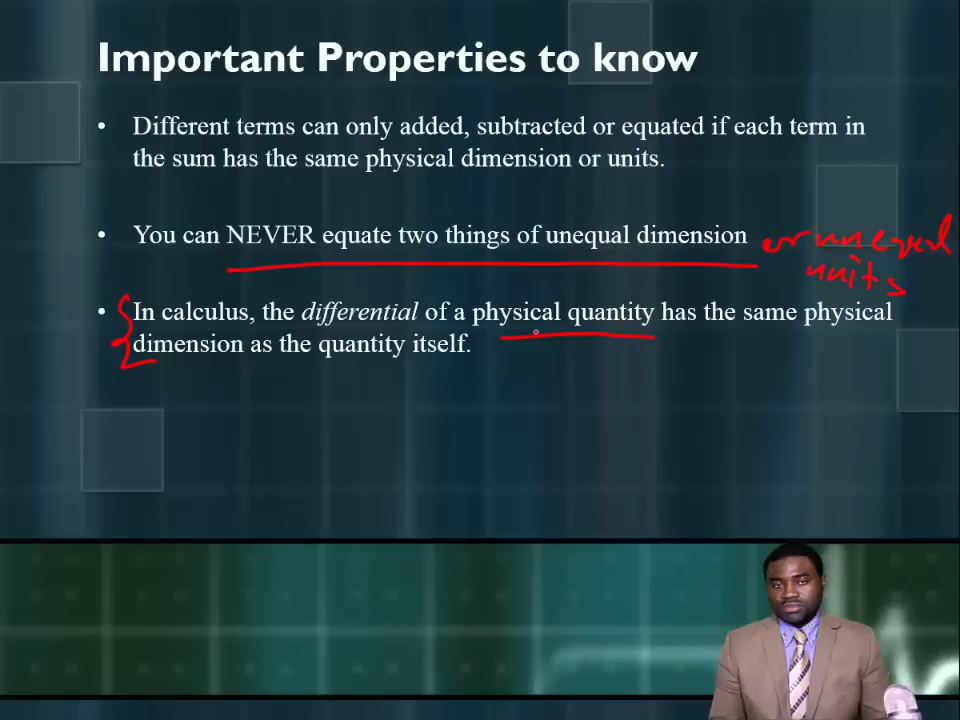 Important Properties to know
• Different terms can only added, subtracted or equated if each term in
the sum has the same physical dimension or units.
• You can NEVER equate two things of unequal dimension or unequal
units
• In calculus, the differential of a physical quantity has the same physical
dimension as the quantity itself.